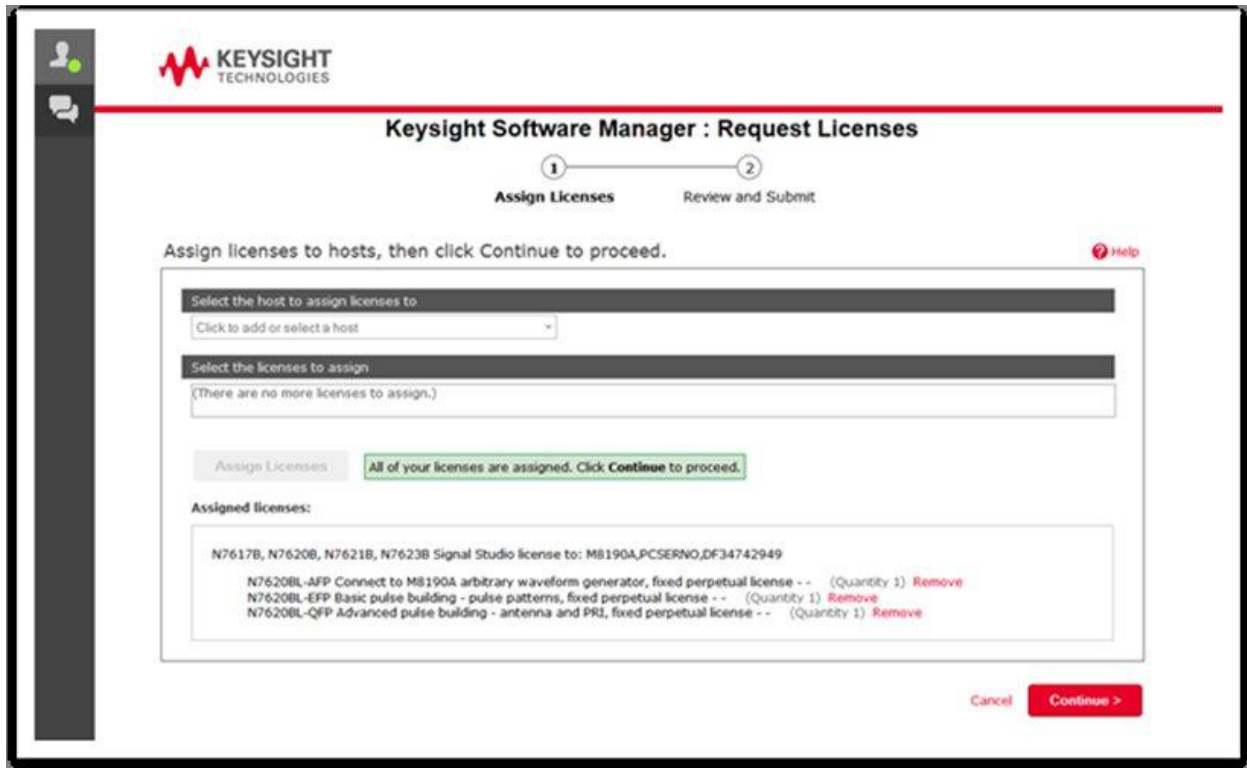 KEYSIGHT
TECHNOLOGIES
Keysight Software Manager : Request Licenses
1 2
Assign Licenses Review and Submit
Assign licenses to hosts, then click Continue to proceed.
? Help
Select the host to assign licenses to
Click to add or select a host
Select the licenses to assign
(There are no more licenses to assign.)
Assign Licenses All of your licenses are assigned. Click Continue to proceed.
Assigned licenses:
N7617B, N7620B, N7621B, N7623B Signal Studio license to: M8190A,PCSERNO,DF34742949
N7620BL-AFP Connect to M8190A arbitrary waveform generator, fixed perpetual license - - (Quantity 1) Remove
N7620BL-EFP Basic pulse building - pulse patterns, fixed perpetual license - - (Quantity 1) Remove
N7620BL-QFP Advanced pulse building - antenna and PRI, fixed perpetual license - - (Quantity 1) Remove
Cancel Continue >